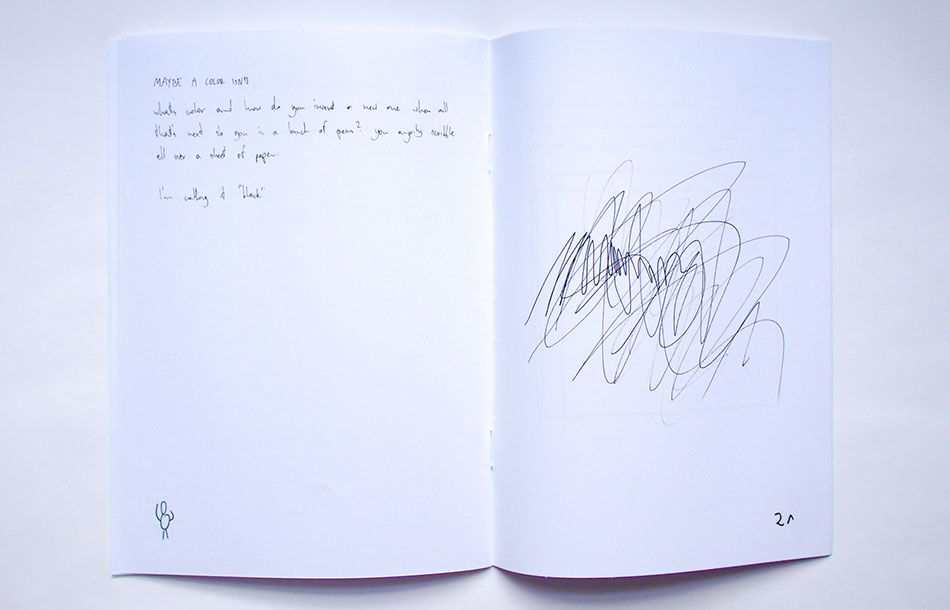 MAYBE A COLOR ISN'T
what's color and how do you invent a new one when all
that's next to you is a bunch of pens? you angrily scribble
all over a sheet of paper.
I'm calling it "black"
21